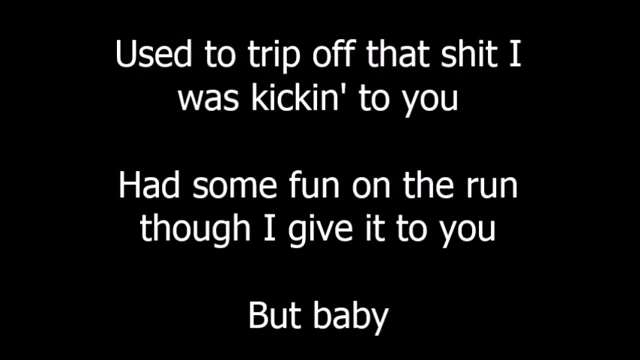 Used to trip off that shit I
was kickin' to you
Had some fun on the run
though I give it to you
But baby